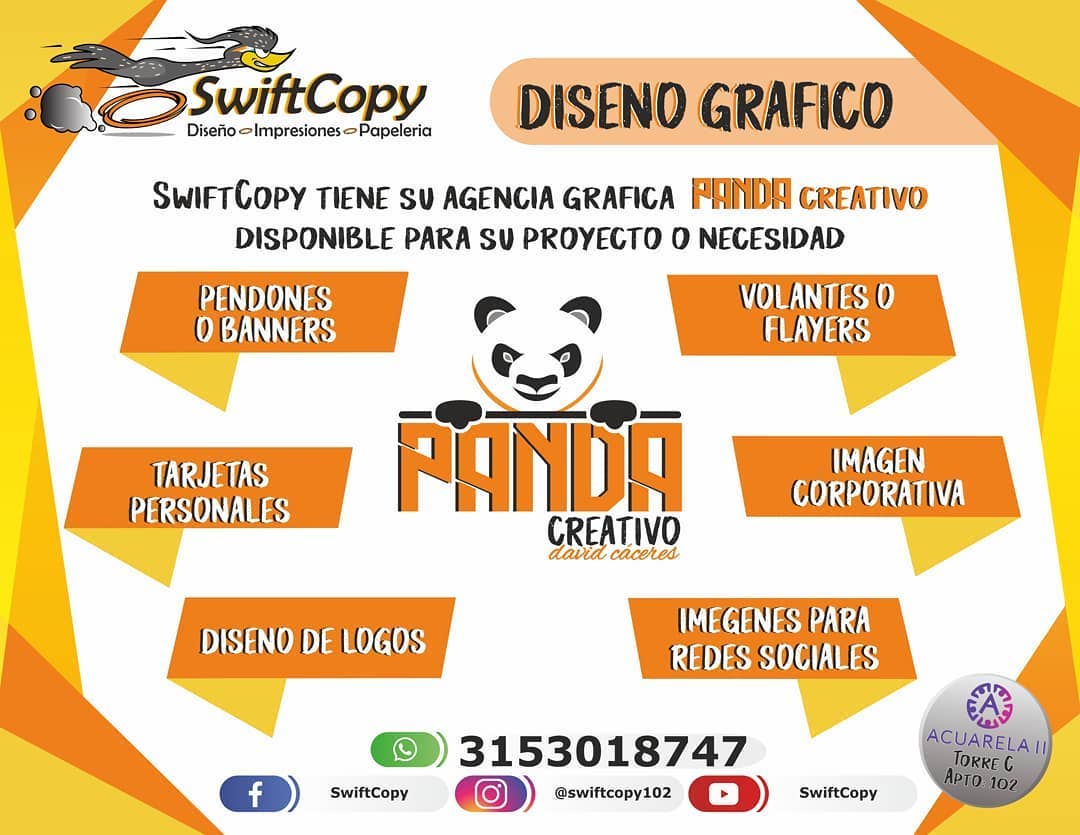 SwiftCopy
Diseño Impresiones Papeleria
DISENO GRAFICO
SWIFTCOPY TIENE SU AGENCIA GRAFICA PANDA CREATIVO
DISPONIBLE PARA SU PROYECTO O NECESIDAD
PENDONES
O BANNERS
VOLANTES O
FLAYERS
TARJETAS
PERSONALES
PANDA
CREATIVO
david cáceres
IMAGEN
CORPORATIVA
DISENO DE LOGOS
IMEGENES PARA
REDES SOCIALES
3153018747
SwiftCopy
@swiftcopy102
SwiftCopy
A
ACUARELA II
TORRE C
APTO. 102